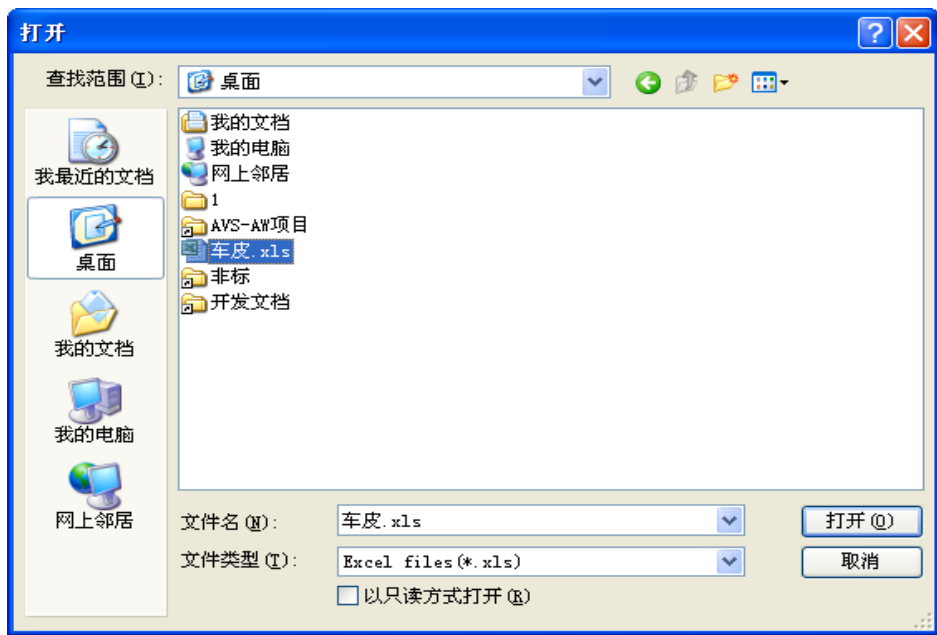 打开
查找范围(I):
桌面
我最近的文档
桌面
我的文档
我的电脑
网上邻居
我的文档
我的电脑
网上邻居
1
AVS-AW项目
车皮.xls
非标
开发文档
文件名(N):
车皮.xls
打开(O)
文件类型(T):
Excel files(*.xls)
取消
以只读方式打开(R)